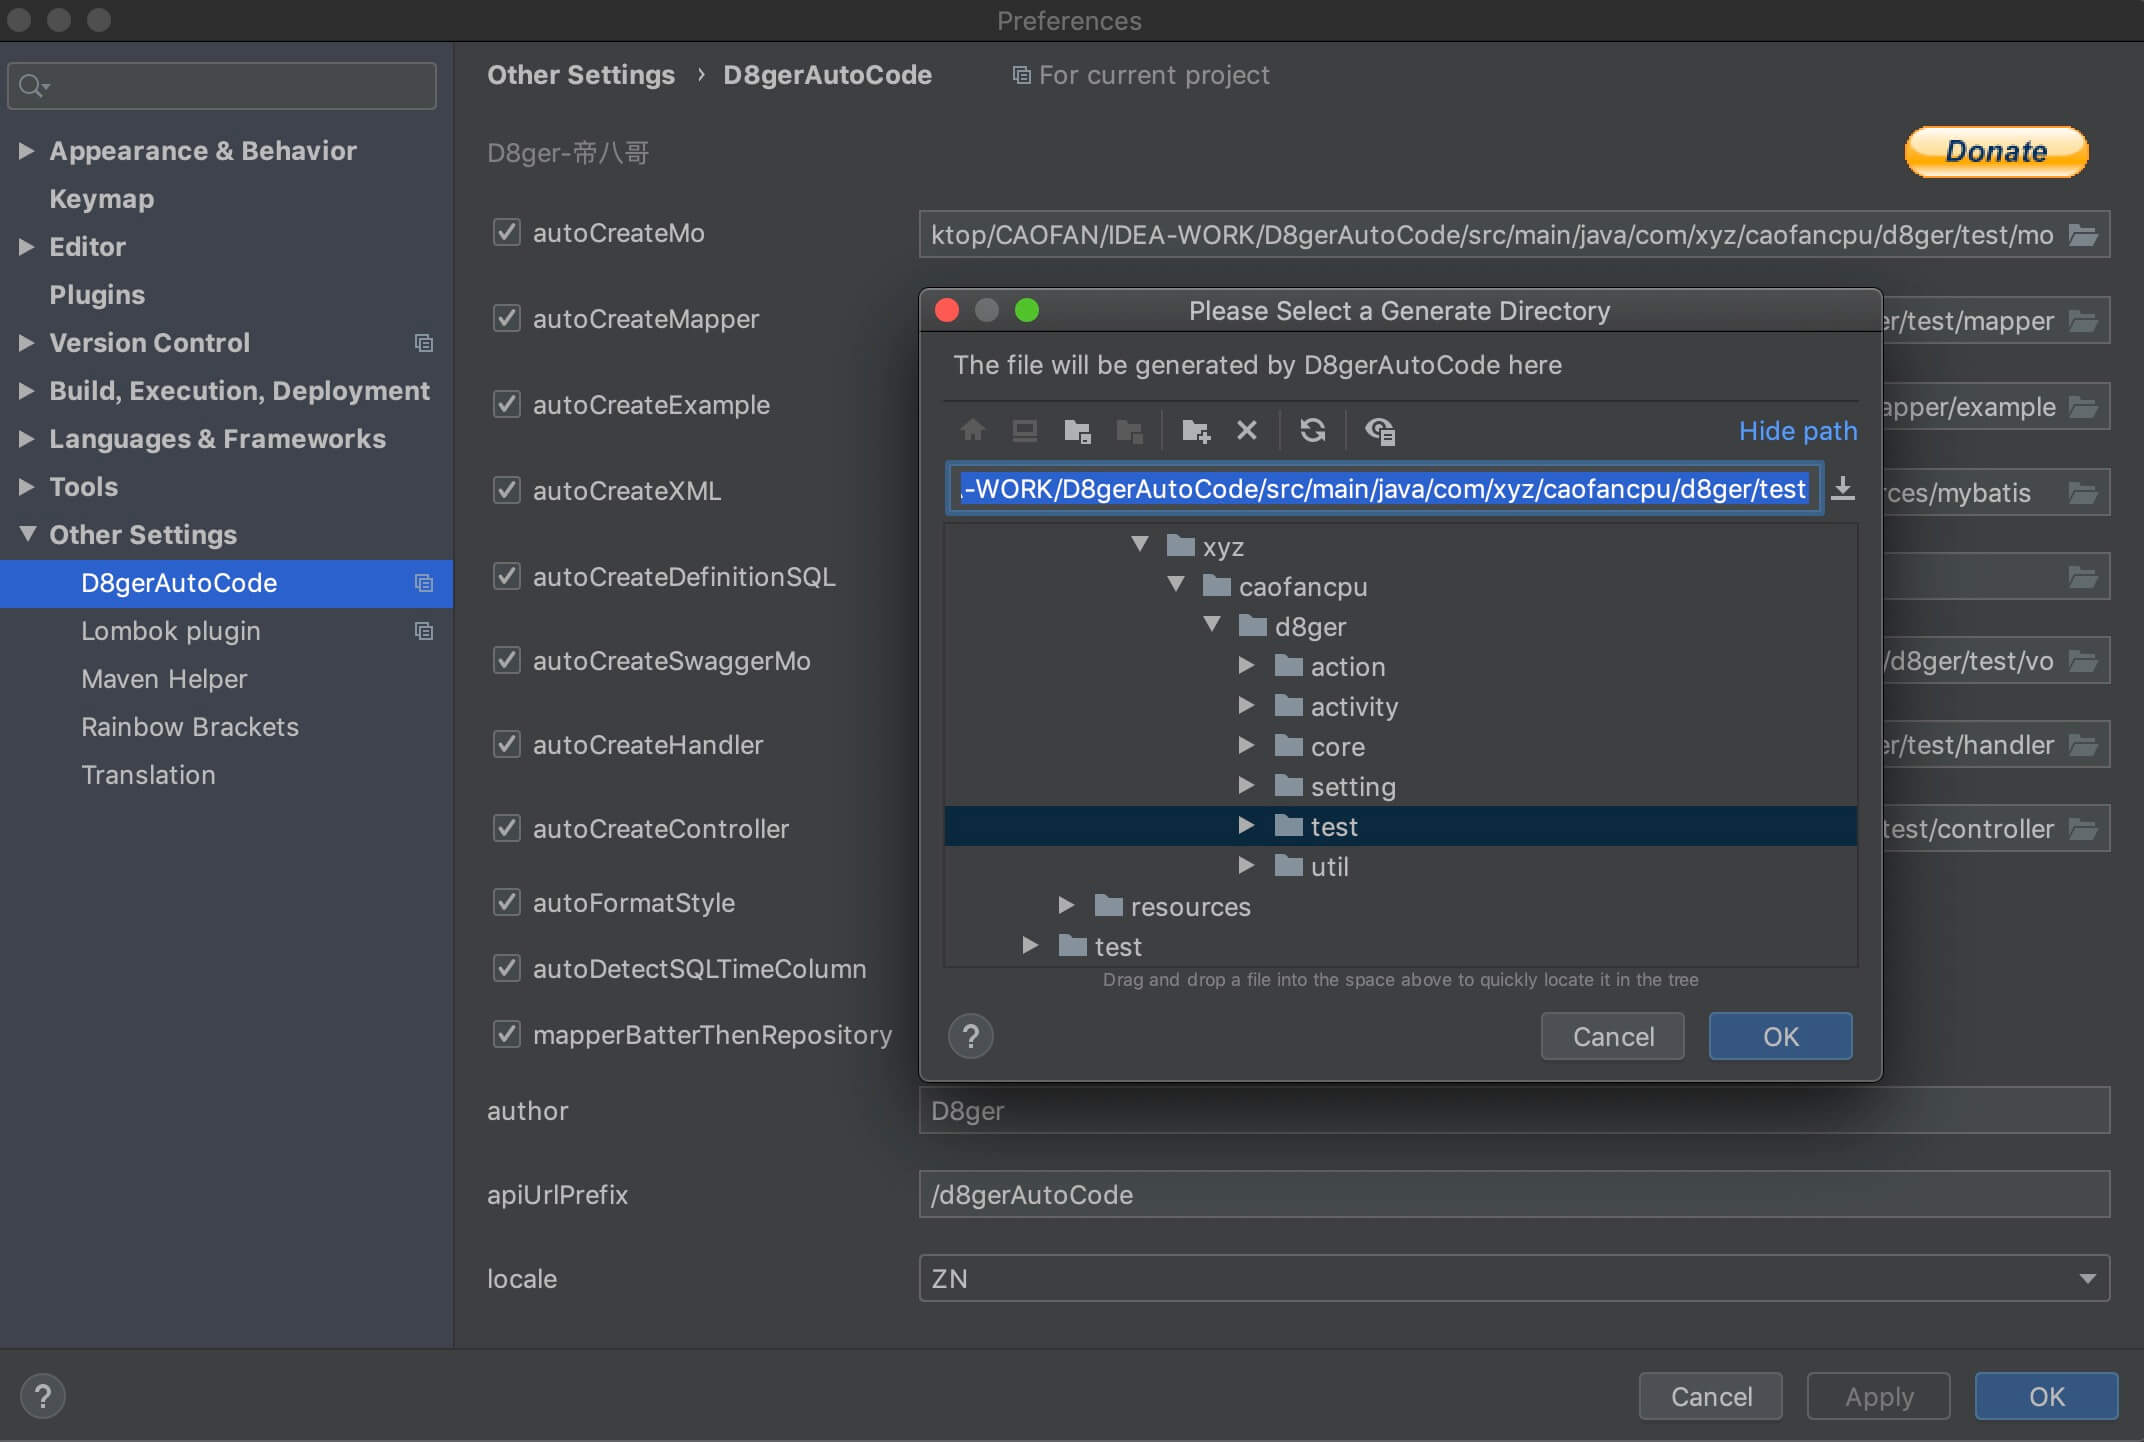 Preferences
Other Settings › D8gerAutoCode For current project
Appearance & Behavior
Keymap
Editor
Plugins
Version Control
Build, Execution, Deployment
Languages & Frameworks
Tools
Other Settings
D8gerAutoCode
Lombok plugin
Maven Helper
Rainbow Brackets
Translation
D8ger-帝八哥
Donate
autoCreateMo
ktop/CAOFAN/IDEA-WORK/D8gerAutoCode/src/main/java/com/xyz/caofancpu/d8ger/test/mo
autoCreateMapper
er/test/mapper
autoCreateExample
apper/example
autoCreateXML
rces/mybatis
autoCreateDefinitionSQL
autoCreateSwaggerMo
/d8ger/test/vo
autoCreateHandler
er/test/handler
autoCreateController
test/controller
autoFormatStyle
autoDetectSQLTimeColumn
mapperBatterThenRepository
author
D8ger
apiUrlPrefix
/d8gerAutoCode
locale
ZN
Please Select a Generate Directory
The file will be generated by D8gerAutoCode here
Hide path
-WORK/D8gerAutoCode/src/main/java/com/xyz/caofancpu/d8ger/test
xyz
caofancpu
d8ger
action
activity
core
setting
test
util
resources
test
Drag and drop a file into the space above to quickly locate it in the tree
? Cancel OK
? Cancel Apply OK